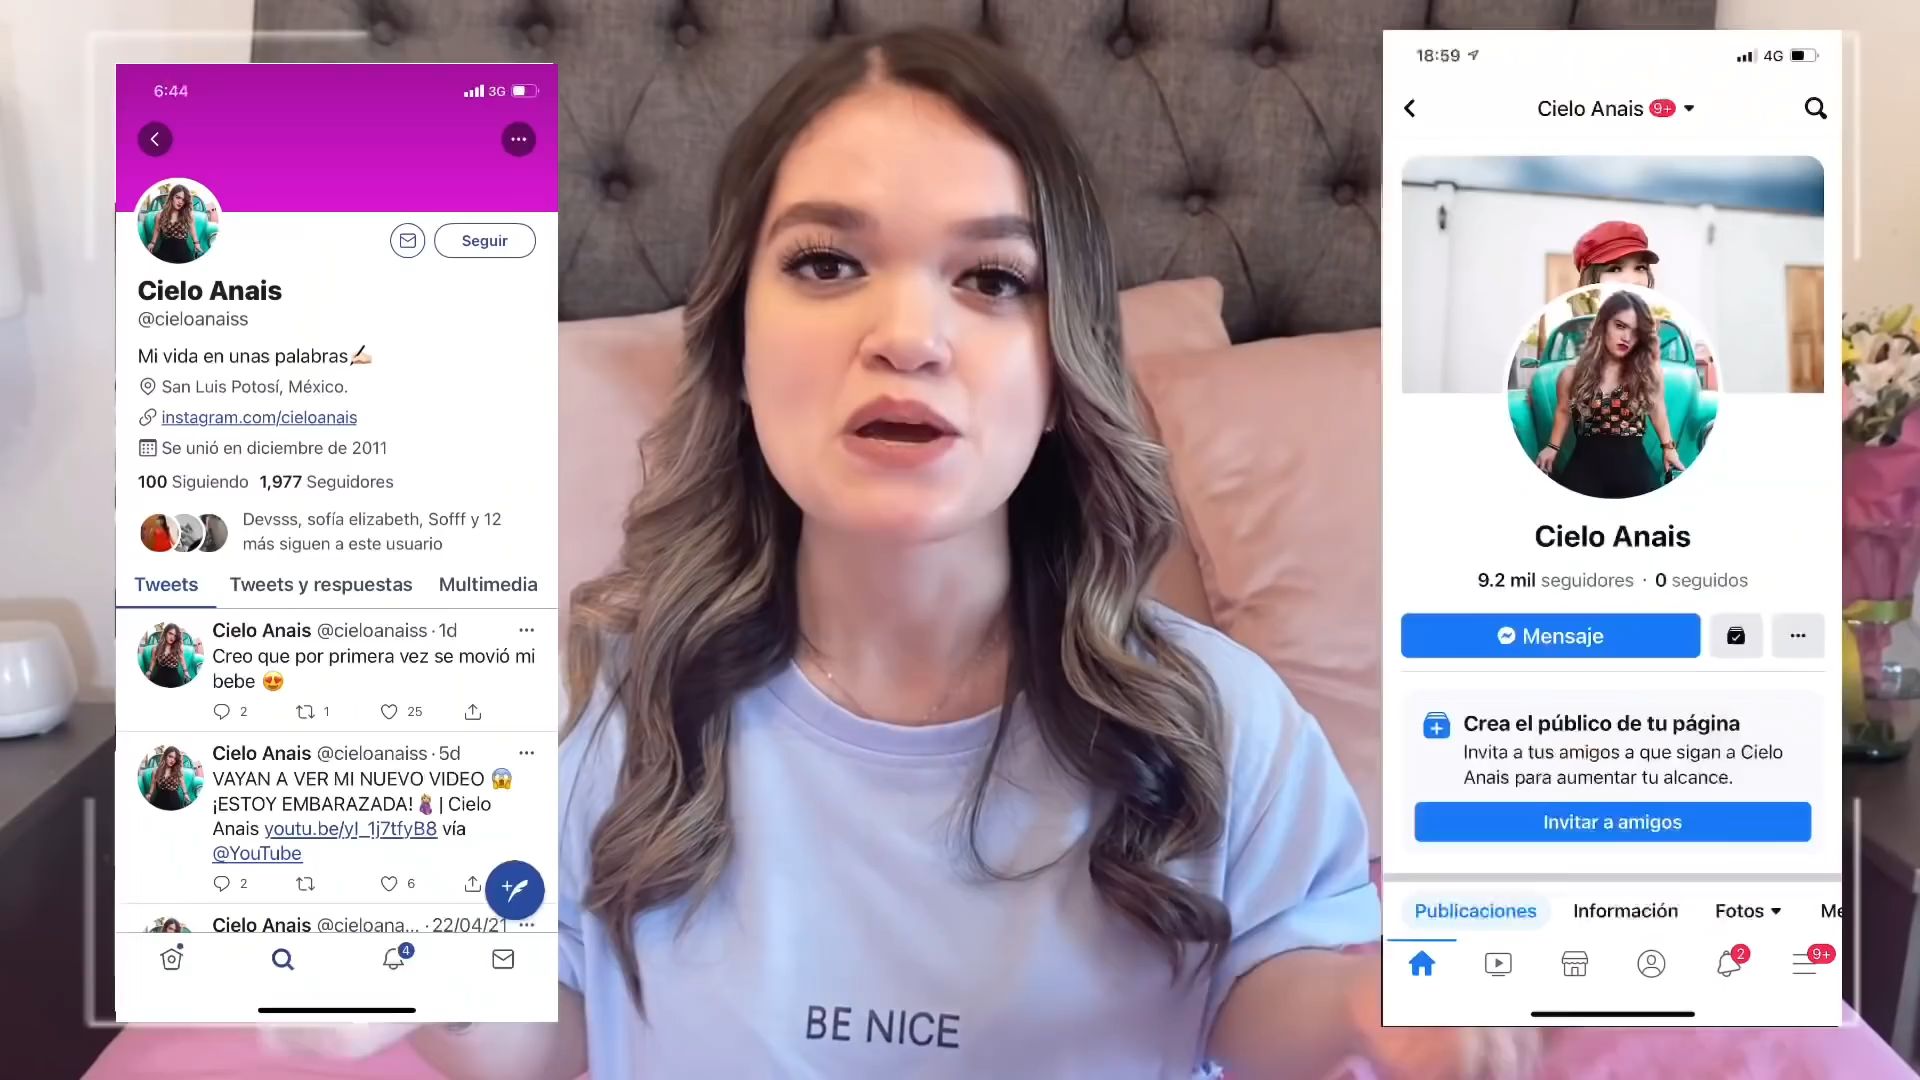 6:44
3G
Seguir
Cielo Anais
@cieloanaiss
Mi vida en unas palabras✍🏻
San Luis Potosí, México.
instagram.com/cieloanais
Se unió en diciembre de 2011
100 Siguiendo 1,977 Seguidores
Devsss, sofía elizabeth, Sofff y 12
más siguen a este usuario
Tweets Tweets y respuestas Multimedia
Cielo Anais @cieloanaiss · 1d
Creo que por primera vez se movió mi
bebe 😍
2 1 25
Cielo Anais @cieloanaiss · 5d
VAYAN A VER MI NUEVO VIDEO 😱
¡ESTOY EMBARAZADA!🤰 | Cielo
Anais youtu.be/yI_1j7tfyB8 vía
@YouTube
2 6
Cielo Anais @cieloana... · 22/04/21
4
BE NICE
18:59
4G
Cielo Anais 9+
Cielo Anais
9.2 mil seguidores · 0 seguidos
Mensaje
Crea el público de tu página
Invita a tus amigos a que sigan a Cielo
Anais para aumentar tu alcance.
Invitar a amigos
Publicaciones Información Fotos Me
2 9+